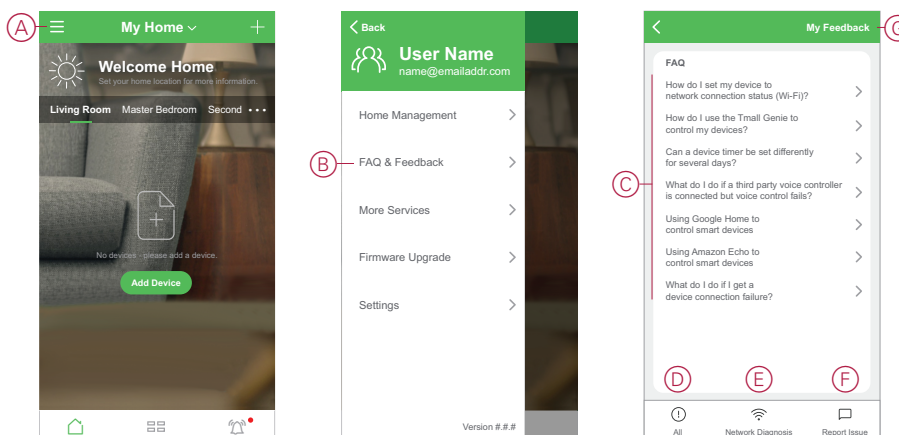 A
My Home
Welcome Home
Set your home location for more information.
Living Room Master Bedroom Second
No devices - please add a device.
Add Device
Back
User Name
name@emailaddr.com
Home Management
B
FAQ & Feedback
More Services
Firmware Upgrade
Settings
Version #.#.#
My Feedback
G
FAQ
How do I set my device to
network connection status (Wi-Fi)?
How do I use the Tmall Genie to
control my devices?
Can a device timer be set differently
for several days?
C
What do I do if a third party voice controller
is connected but voice control fails?
Using Google Home to
control smart devices
Using Amazon Echo to
control smart devices
What do I do if I get a
device connection failure?
D
E
F
All
Network Diagnosis
Report Issue